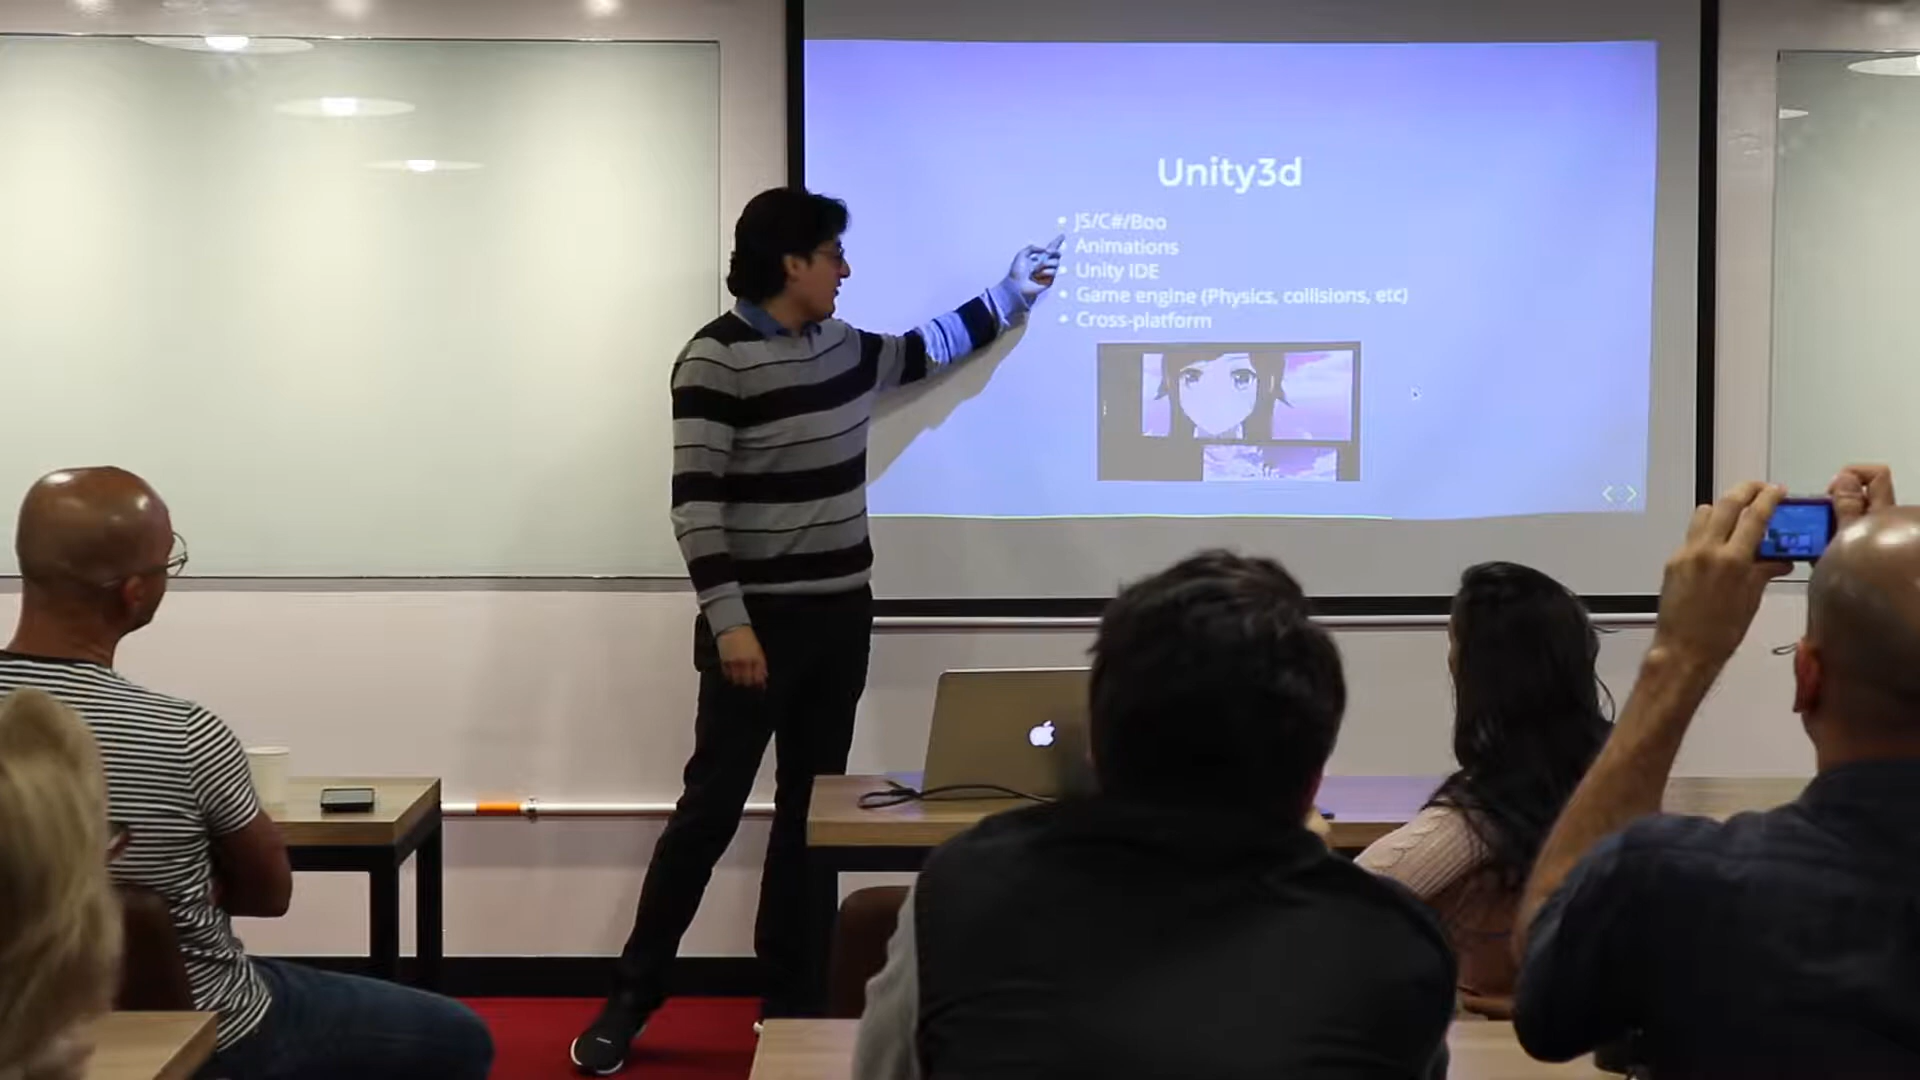 Unity3d
• JS/C#/Boo
• Animations
• Unity IDE
• Game engine (Physics, collisions, etc)
• Cross-platform